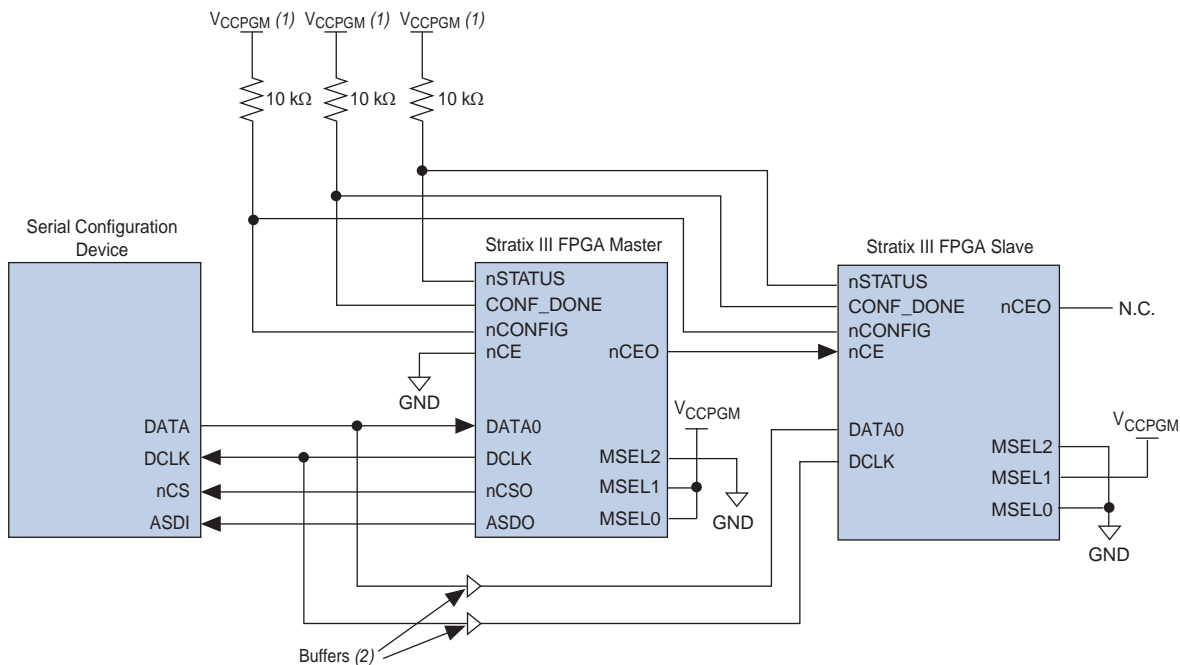 VCCPGM (1) VCCPGM (1) VCCPGM (1)
10 kΩ 10 kΩ 10 kΩ
Serial Configuration
Device
DATA
DCLK
nCS
ASDI
Stratix III FPGA Master
nSTATUS
CONF_DONE
nCONFIG
nCE
nCEO
GND
DATA0
DCLK
nCSO
ASDO
MSEL2
MSEL1
MSEL0
VCCPGM
GND
Stratix III FPGA Slave
nSTATUS
CONF_DONE
nCONFIG
nCE
nCEO
N.C.
DATA0
DCLK
MSEL2
MSEL1
MSEL0
VCCPGM
GND
Buffers (2)